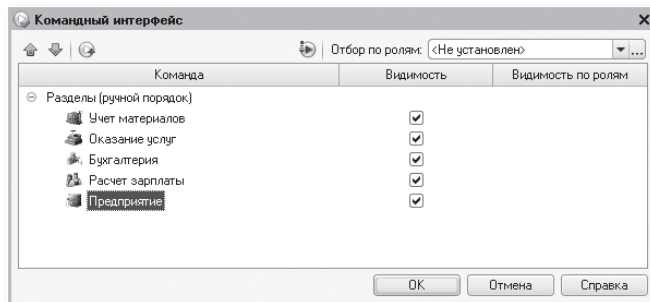 Командный интерфейс
Отбор по ролям: <Не установлен>
Команда Видимость Видимость по ролям
Разделы (ручной порядок)
Учет материалов
Оказание услуг
Бухгалтерия
Расчет зарплаты
Предприятие
OK Отмена Справка